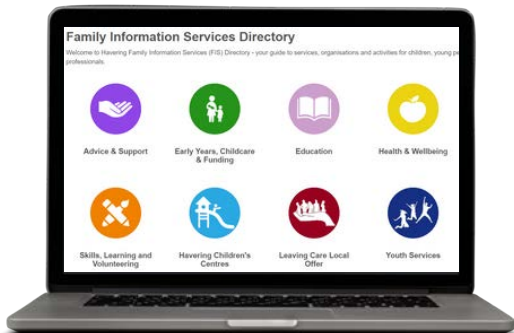 Family Information Services Directory
Welcome to Havering Family Information Services (FIS) Directory - your guide to services, organisations and activities for children, young pe
professionals.
Advice & Support
Early Years, Childcare
& Funding
Education
Health & Wellbeing
Skills, Learning and
Volunteering
Havering Children's
Centres
Leaving Care Local
Offer
Youth Services